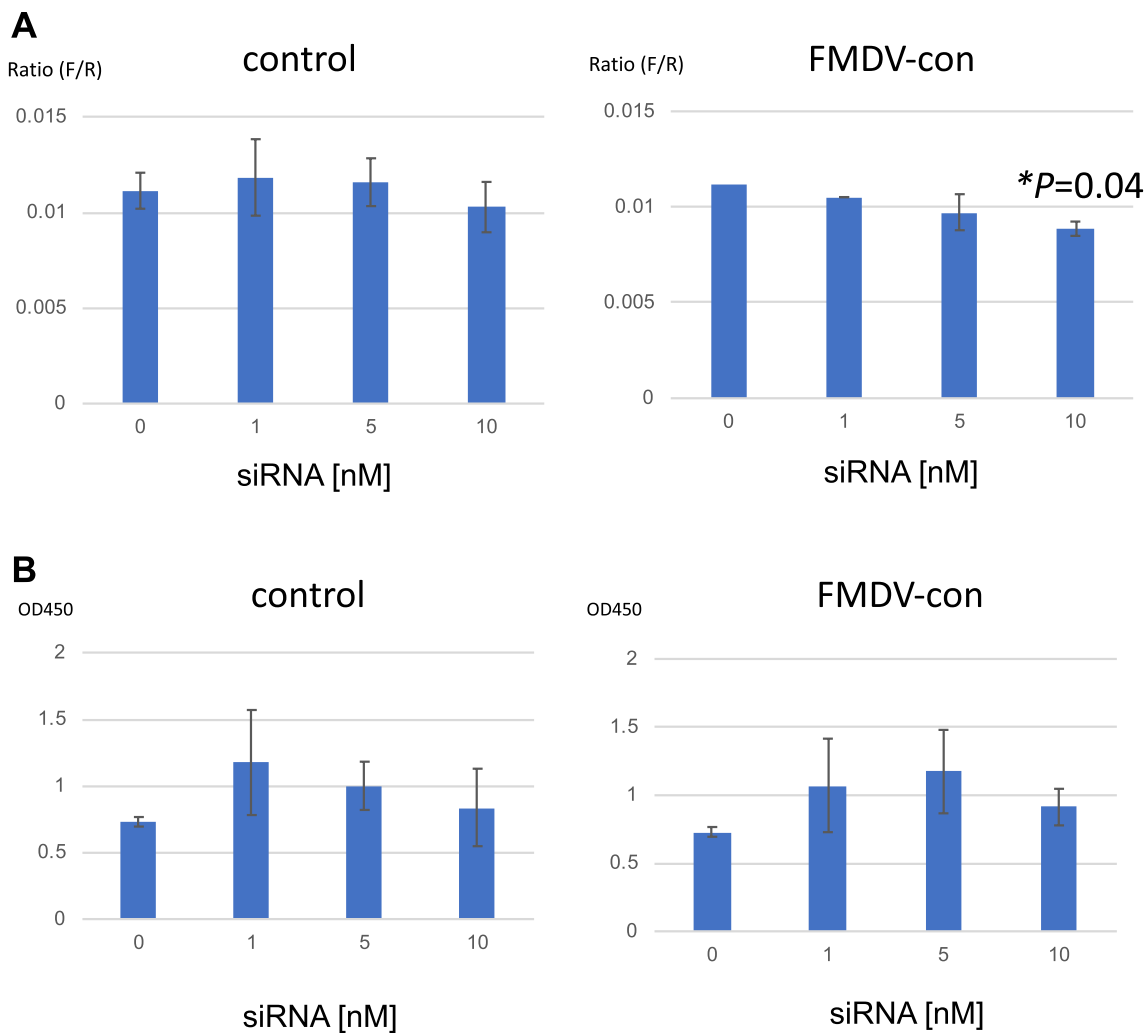 A
control
FMDV-con
Ratio (F/R)
Ratio (F/R)
0.015
0.01
0.005
0
0 1 5 10
siRNA [nM]
0.015
0.01
0.005
0
*P=0.04
0 1 5 10
siRNA [nM]
B
control
FMDV-con
OD450
OD450
2
1.5
1
0.5
0
0 1 5 10
siRNA [nM]
2
1.5
1
0.5
0
0 1 5 10
siRNA [nM]